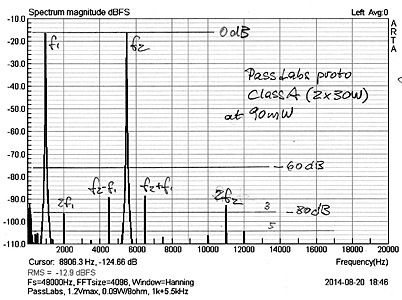 Spectrum magnitude dBFS
Left Avg:0
-10.0
-20.0
-30.0
-40.0
-50.0
-60.0
-70.0
-80.0
-90.0
-100.0
-110.0
A
R
T
A
f1
f2
0dB
PassLabs proto
Class A (2x30W)
at 90mW
-60dB
2f1
f2-f1
f2+f1
2f2
3
-80dB
5
2000
4000
6000
8000
10000
12000
14000
16000
18000
20000
Cursor: 8906.3 Hz, -124.66 dB
Frequency(Hz)
RMS = -12.9 dBFS
Fs=48000Hz, FFTsize=4096, Window=Hanning
2014-08-20 18:46
PassLabs, 1.2Vmax, 0.09W/8ohm, 1k+5.5kHz